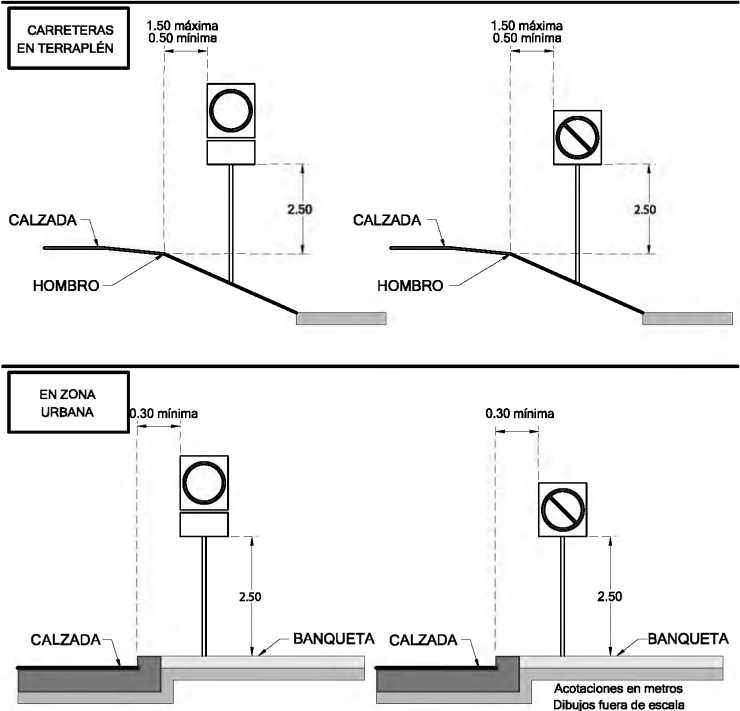 CARRETERAS
EN TERRAPLÉN
1.50 máxima
0.50 mínima
2.50
CALZADA
HOMBRO
1.50 máxima
0.50 mínima
2.50
CALZADA
HOMBRO
EN ZONA
URBANA
0.30 mínima
2.50
CALZADA
BANQUETA
0.30 mínima
2.50
CALZADA
BANQUETA
Acotaciones en metros
Dibujos fuera de escala